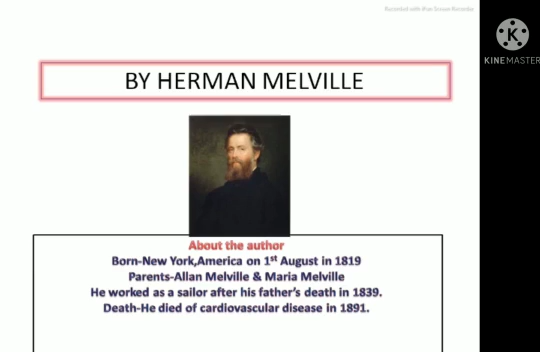 Recorded with iTop Screen Recorder
K
KINEMASTER
BY HERMAN MELVILLE
About the author
Born-New York,America on 1st August in 1819
Parents-Allan Melville & Maria Melville
He worked as a sailor after his father's death in 1839.
Death-He died of cardiovascular disease in 1891.